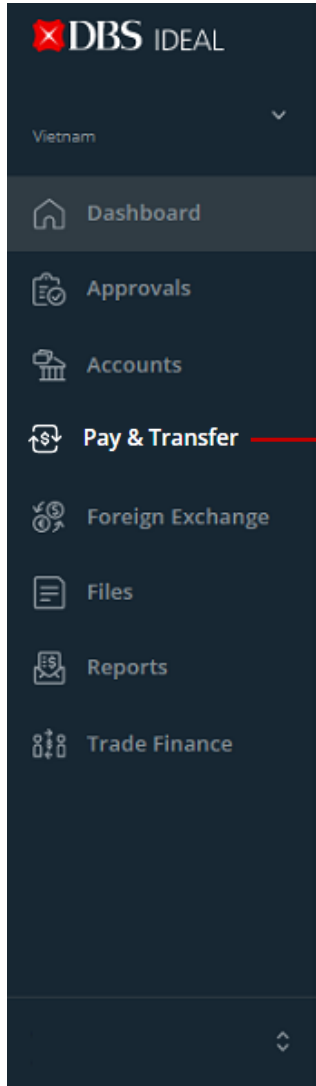 DBS IDEAL
Vietnam
Dashboard
Approvals
Accounts
Pay & Transfer
Foreign Exchange
Files
Reports
Trade Finance